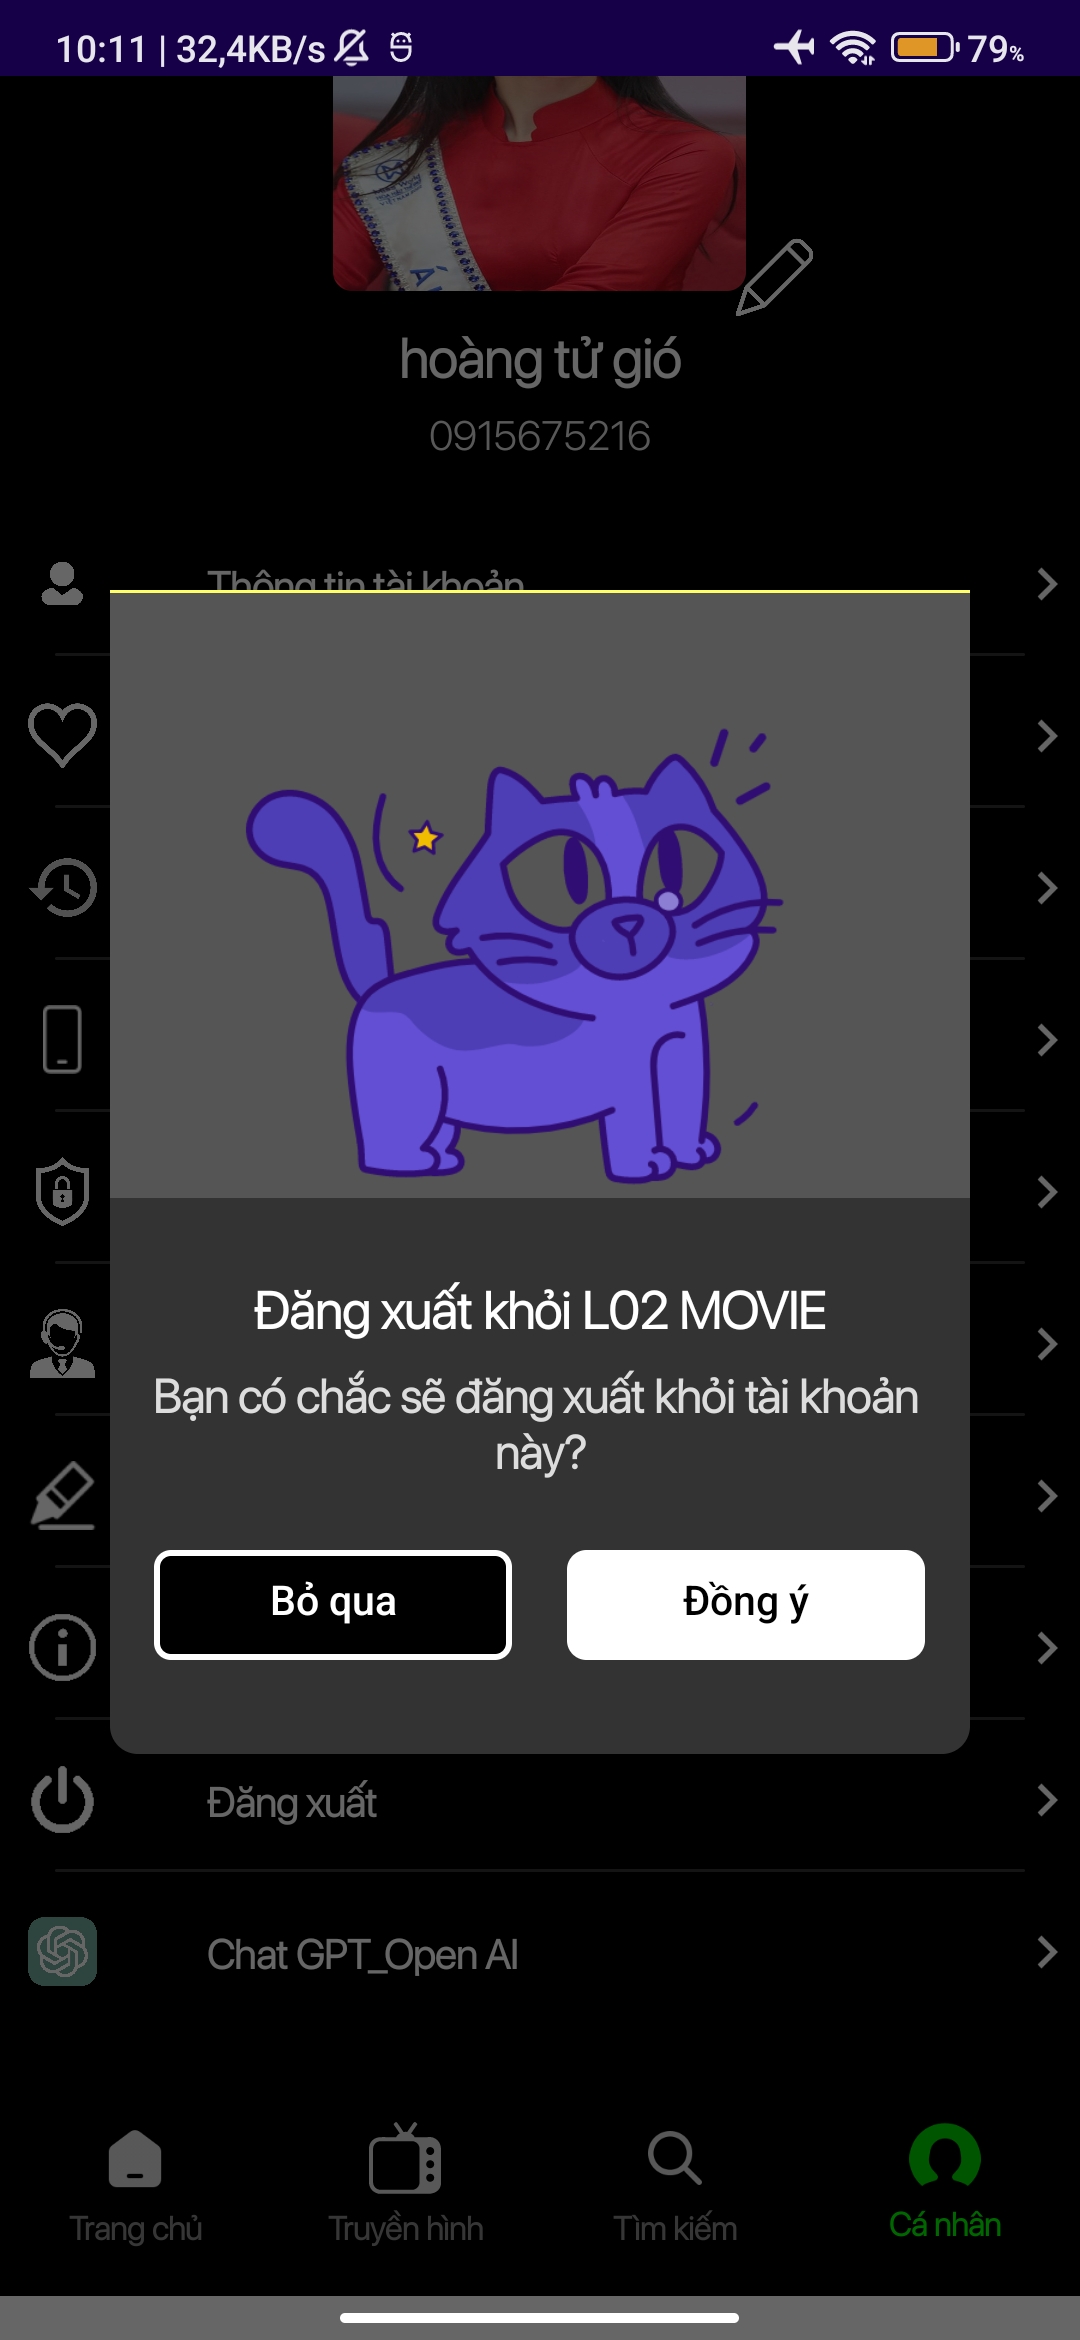 10:11 | 32,4KB/s
79%
hoàng tử gió
0915675216
Thông tin tài khoản
Đăng xuất khỏi L02 MOVIE
Bạn có chắc sẽ đăng xuất khỏi tài khoản
này?
Bỏ qua
Đồng ý
Đăng xuất
Chat GPT_Open AI
Trang chủ
Truyền hình
Tìm kiếm
Cá nhân